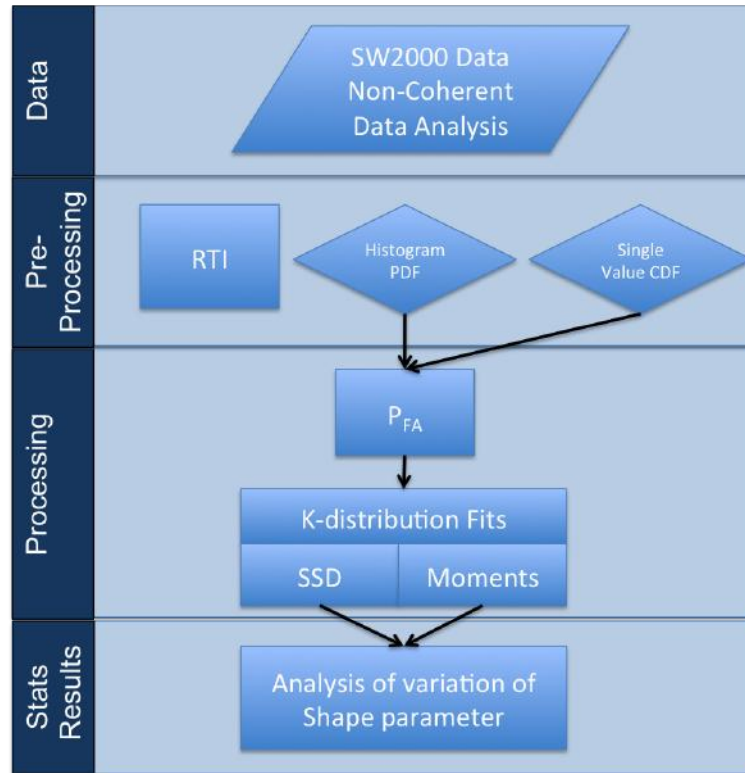 Data
SW2000 Data
Non-Coherent
Data Analysis
Pre-
Processing
RTI
Histogram
PDF
Single
Value CDF
Processing
PFA
K-distribution Fits
SSD
Moments
Stats
Results
Analysis of variation of
Shape parameter